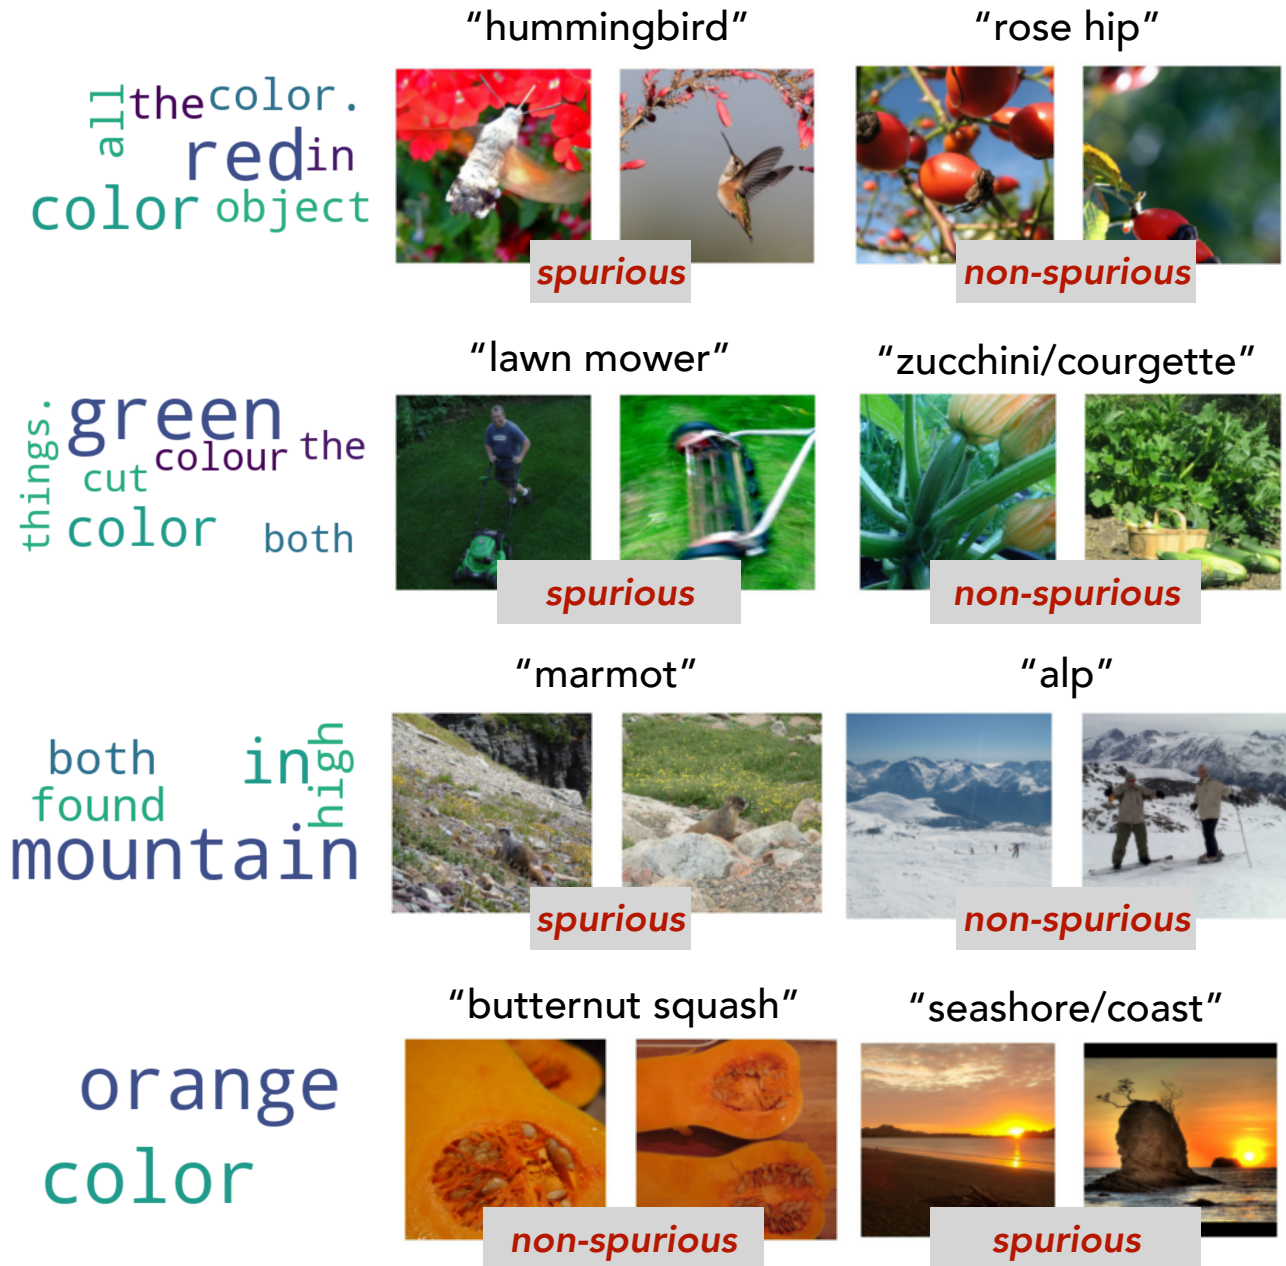 “hummingbird”
“rose hip”
all
the
color.
red
in
color
object
spurious
non-spurious
“lawn mower”
“zucchini/courgette”
things.
green
colour
the
cut
color
both
spurious
non-spurious
“marmot”
“alp”
both
in
high
found
mountain
spurious
non-spurious
“butternut squash”
“seashore/coast”
orange
color
non-spurious
spurious